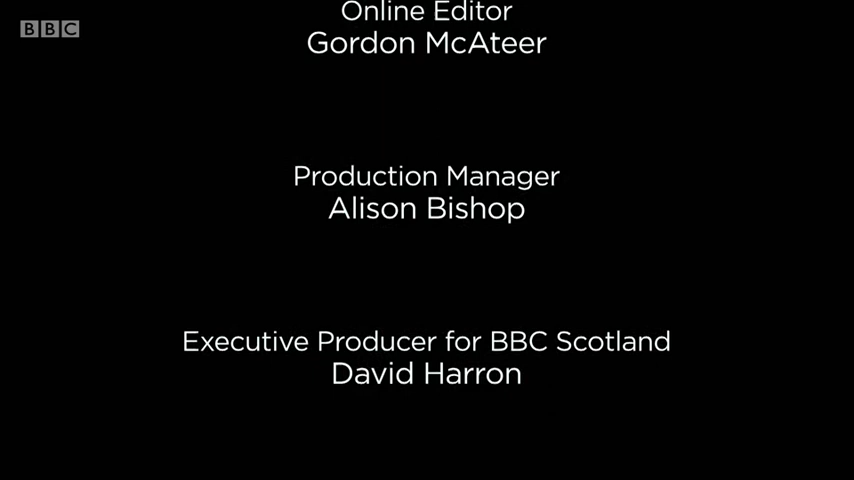 BBC
Online Editor
Gordon McAteer
Production Manager
Alison Bishop
Executive Producer for BBC Scotland
David Harron